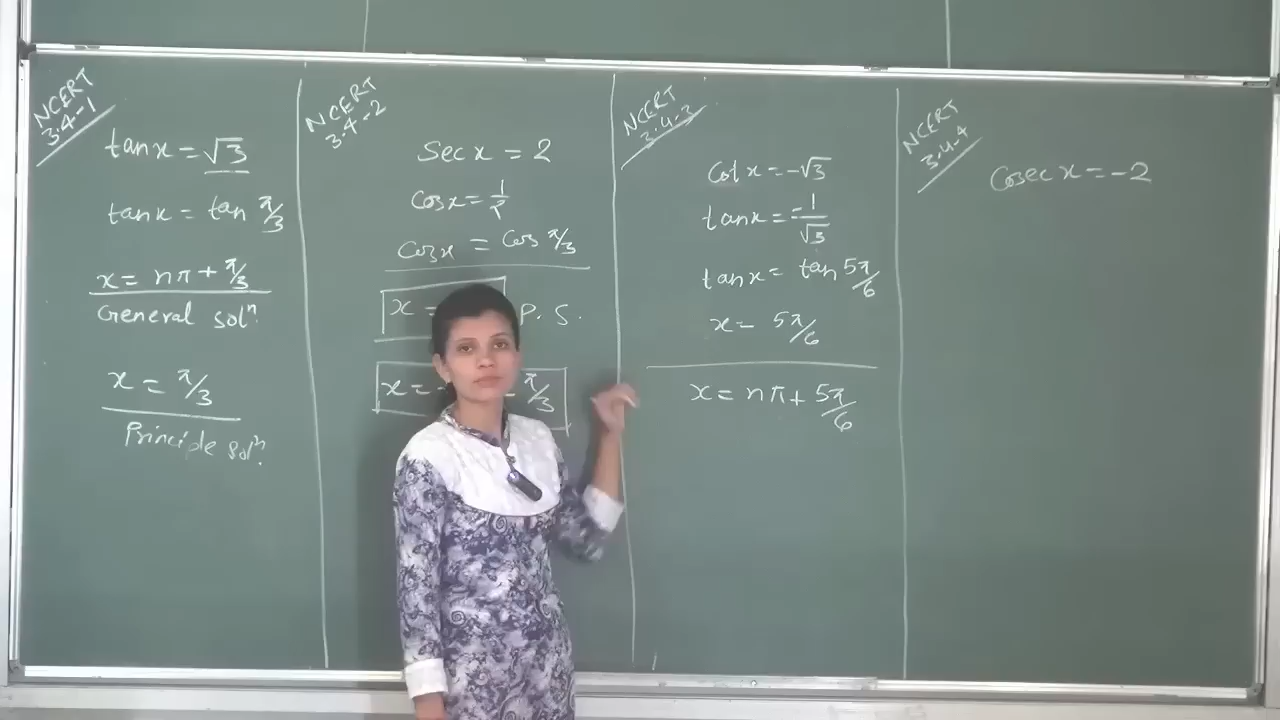 NCERT
3.4-1
tan x = √3
tan x = tan π/3
x = nπ + π/3
General solⁿ.
x = π/3
Principle solⁿ.
NCERT
3.4-2
Sec x = 2
Cos x = 1/2
Cos x = Cos π/3
x =
P. S.
x =
π/3
NCERT
3.4-3
Cot x = -√3
tan x = -1/√3
tan x = tan 5π/6
x = 5π/6
x = nπ + 5π/6
NCERT
3.4-4
Cosec x = -2